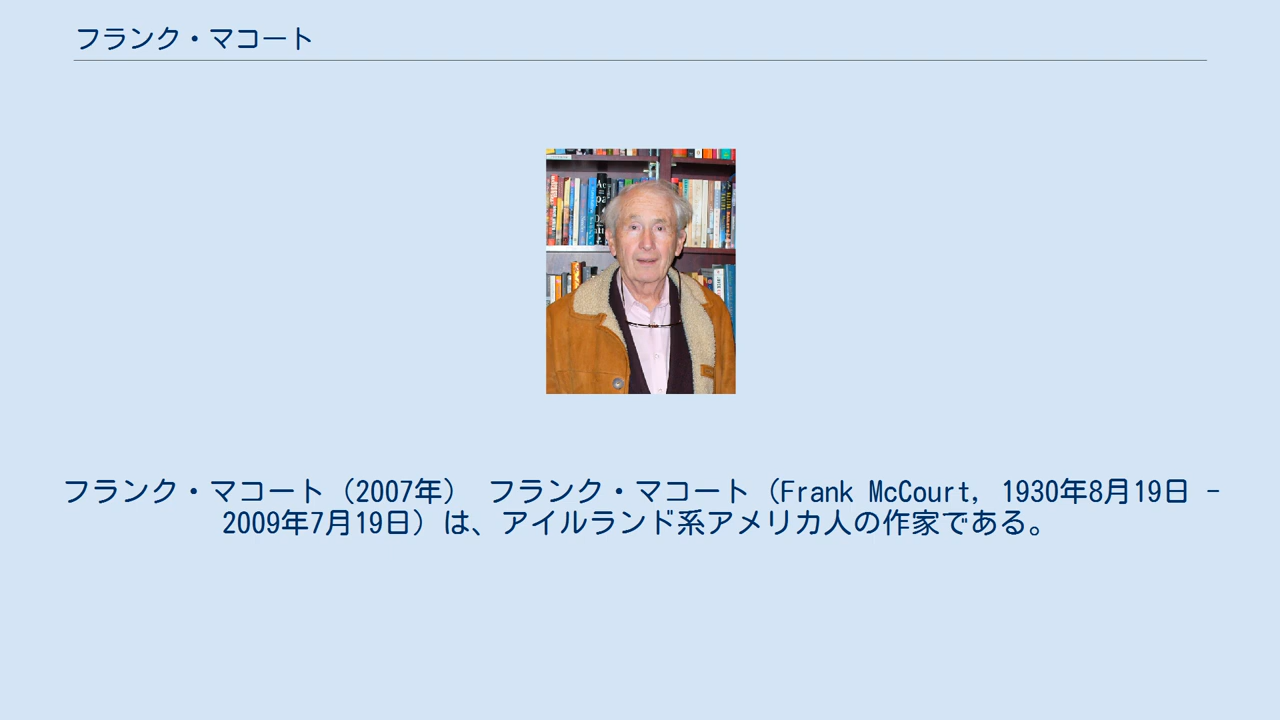 フランク・マコート
フランク・マコート（2007年） フランク・マコート（Frank McCourt, 1930年8月19日 -
2009年7月19日）は、アイルランド系アメリカ人の作家である。